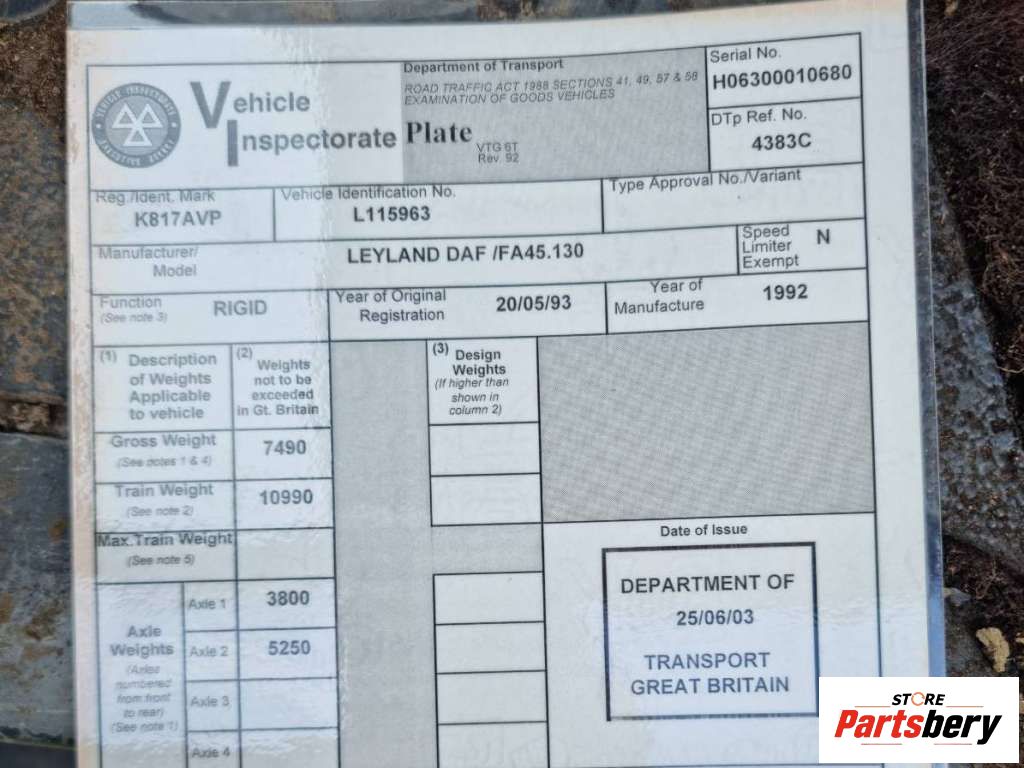 Vehicle
Inspectorate
Department of Transport
ROAD TRAFFIC ACT 1988 SECTIONS 41, 49, 57 & 58
EXAMINATION OF GOODS VEHICLES
Plate
VTG 6T
Rev. 92
Serial No.
H06300010680
DTp Ref. No.
4383C
Reg./Ident. Mark
K817AVP
Vehicle Identification No.
L115963
Type Approval No./Variant
Manufacturer/
Model
LEYLAND DAF /FA45.130
Speed
Limiter
Exempt
N
Function
(See note 3)
RIGID
Year of Original
Registration
20/05/93
Year of
Manufacture
1992
(1) Description
of Weights
Applicable
to vehicle
(2) Weights
not to be
exceeded
in Gt. Britain
(3) Design
Weights
(If higher than
shown in
column 2)
Gross Weight
(See notes 1 & 4)
7490
Train Weight
(See note 2)
10990
Max.Train Weight
(See note 5)
Axle
Weights
(Axles
numbered
from front
to rear)
(See note 1)
Axle 1
3800
Axle 2
5250
Axle 3
Axle 4
Date of Issue
DEPARTMENT OF
25/06/03
TRANSPORT
GREAT BRITAIN
STORE
Partsbery